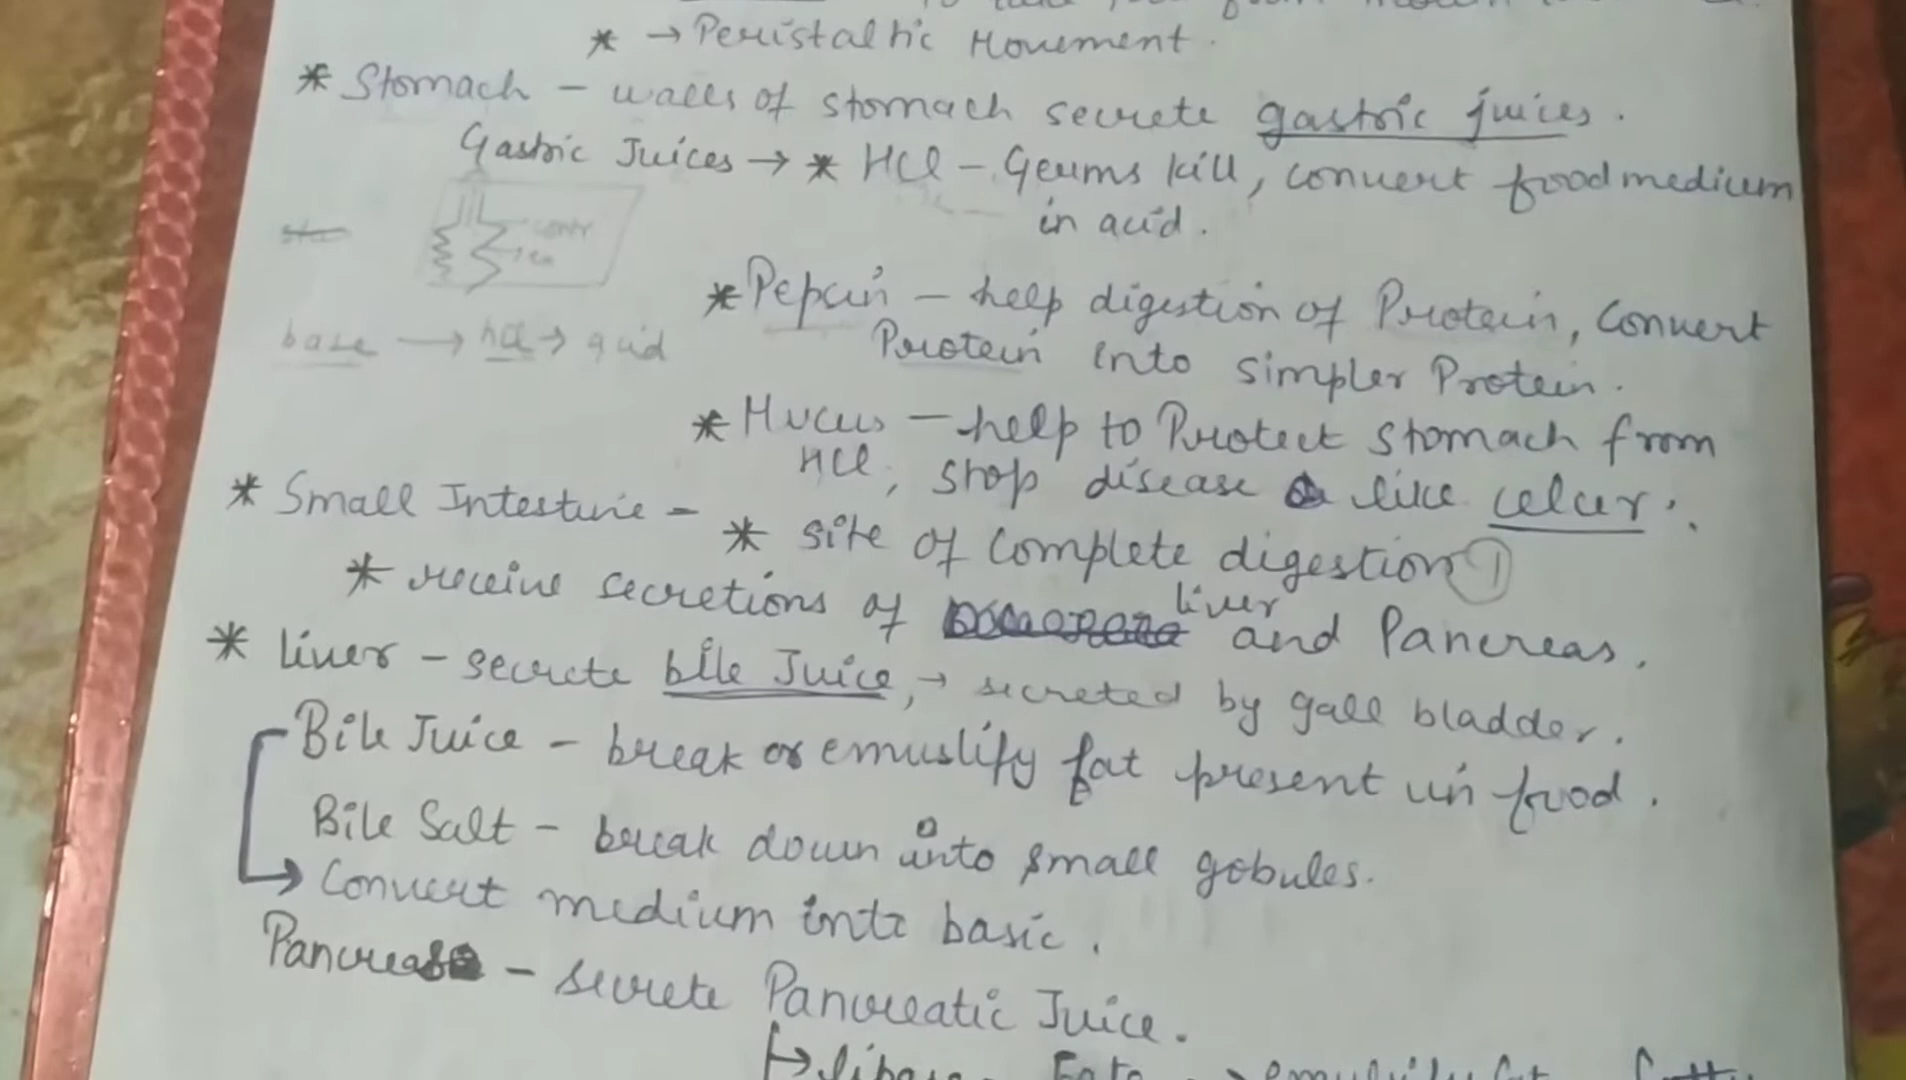 * → Peristaltic Movement.
* Stomach - walls of stomach secrete gastric juices.
Gastric Juices → * HCl - Germs kill, convert food medium
in acid.
base → HCl → acid
* Pepcin - help digestion of Protein, Convert
Protein into simpler Protein.
* Mucus - help to Protect stomach from
HCl, stop disease like ulcer.
* Small Intestine -
* site of complete digestion 1
* receive secretions of liver and Pancreas.
* Liver - secrete bile Juice, → secreted by gall bladder.
Bile Juice - break or emuslify fat present in food.
Bile Salt - break down into small gobules.
→ Convert medium into basic.
Pancreas - secrete Pancreatic Juice.